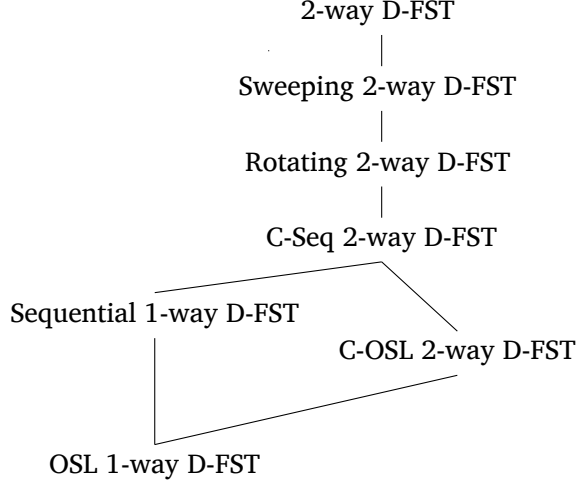 2-way D-FST
Sweeping 2-way D-FST
Rotating 2-way D-FST
C-Seq 2-way D-FST
Sequential 1-way D-FST
C-OSL 2-way D-FST
OSL 1-way D-FST